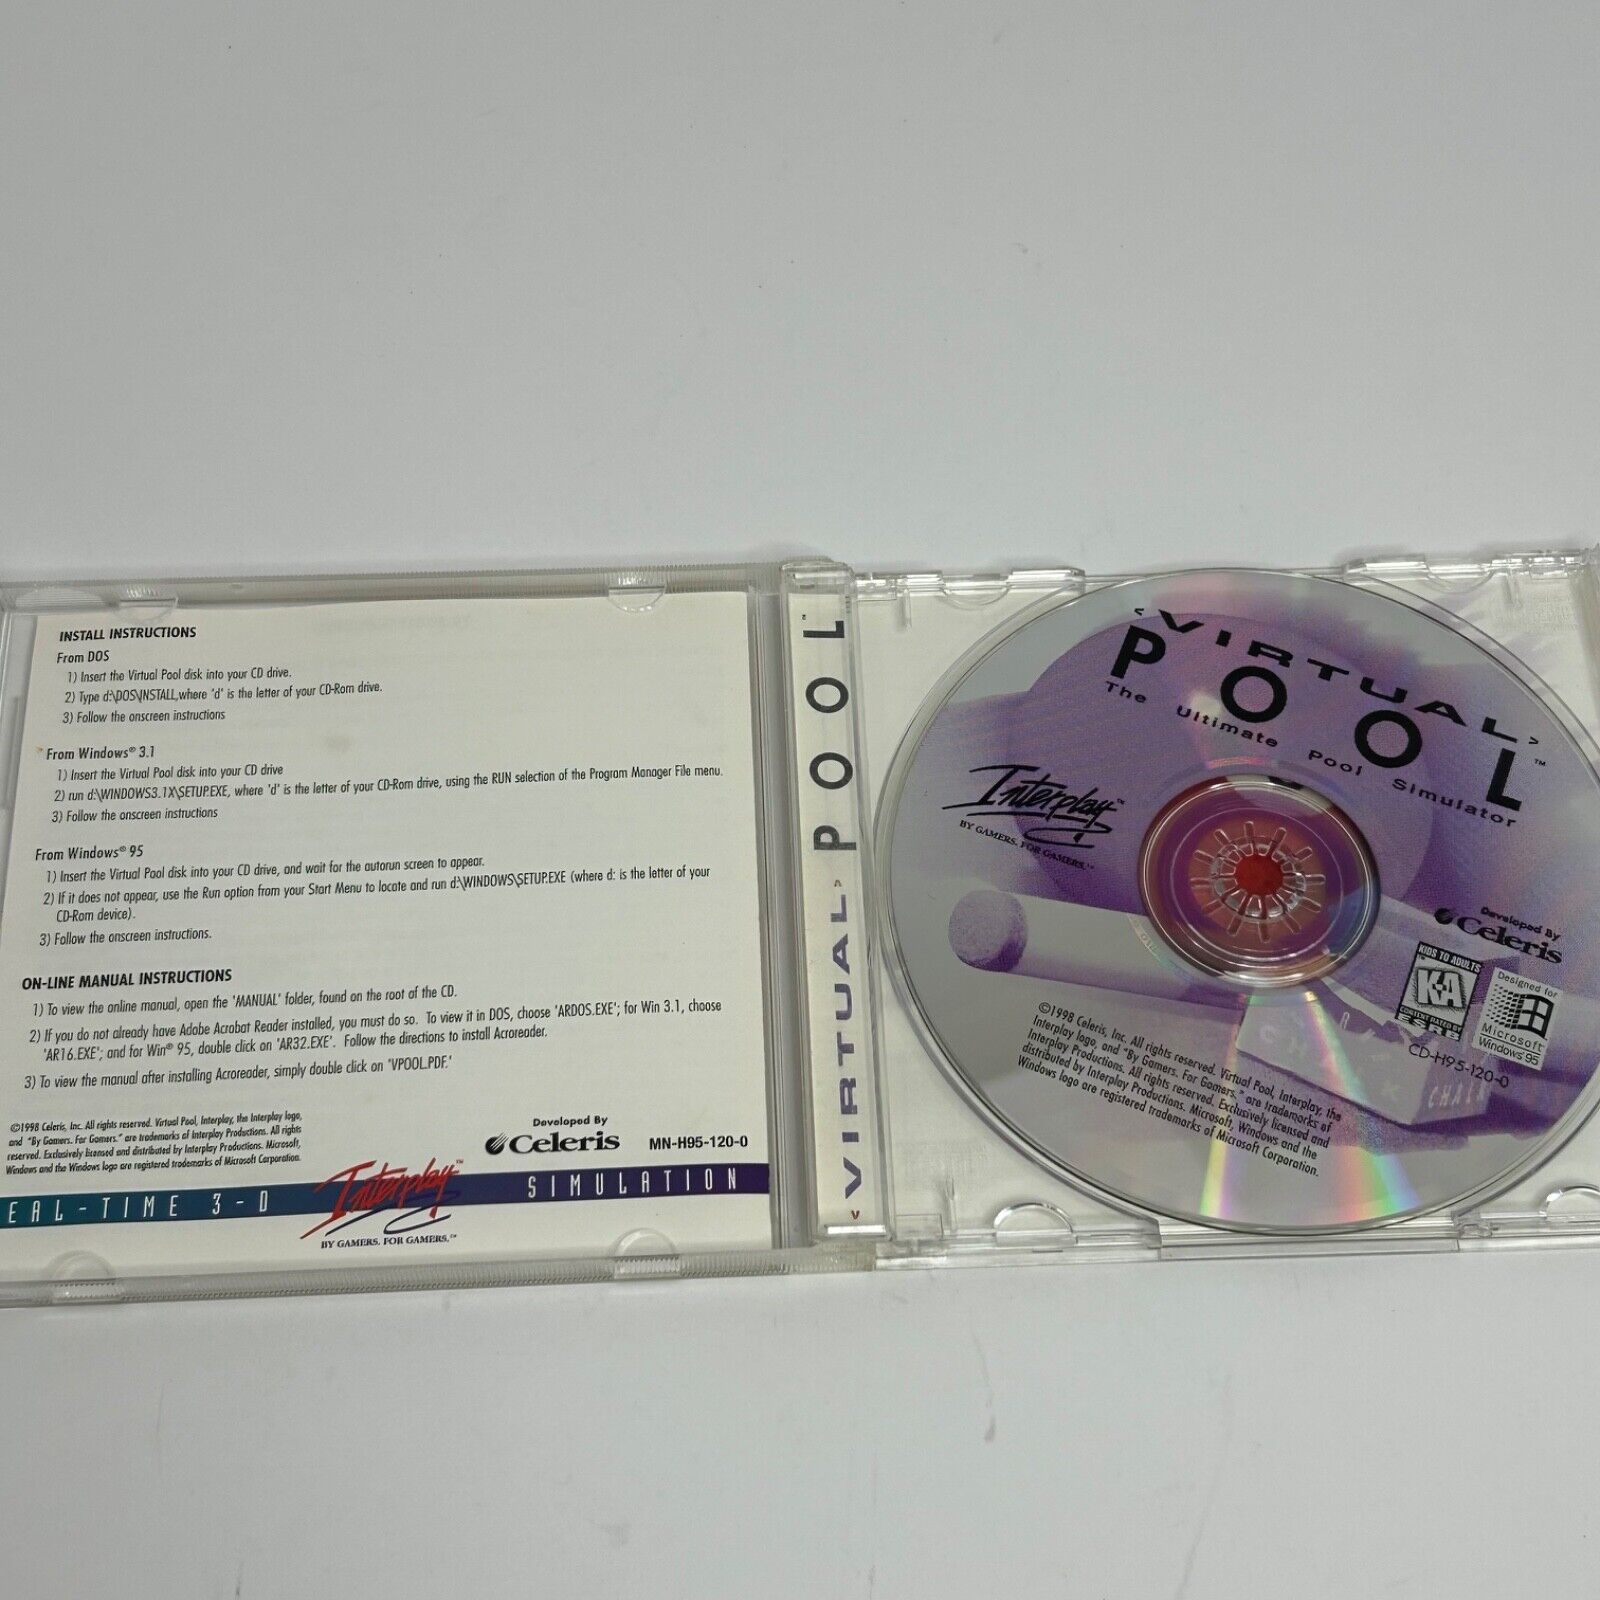 INSTALL INSTRUCTIONS
From DOS
1) Insert the Virtual Pool disk into your CD drive.
2) Type d:\DOS\INSTALL,where 'd' is the letter of your CD-Rom drive.
3) Follow the onscreen instructions
From Windows® 3.1
1) Insert the Virtual Pool disk into your CD drive
2) run d:\WINDOWS3.1X\SETUP.EXE, where 'd' is the letter of your CD-Rom drive, using the RUN selection of the Program Manager File menu.
3) Follow the onscreen instructions
From Windows® 95
1) Insert the Virtual Pool disk into your CD drive, and wait for the autorun screen to appear.
2) If it does not appear, use the Run option from your Start Menu to locate and run d:\WINDOWS\SETUP.EXE (where d: is the letter of your
CD-Rom device).
3) Follow the onscreen instructions.
ON-LINE MANUAL INSTRUCTIONS
1) To view the online manual, open the 'MANUAL' folder, found on the root of the CD.
2) If you do not already have Adobe Acrobat Reader installed, you must do so. To view it in DOS, choose 'ARDOS.EXE'; for Win 3.1, choose
'AR16.EXE'; and for Win® 95, double click on 'AR32.EXE'. Follow the directions to install Acroreader.
3) To view the manual after installing Acroreader, simply double click on "VPOOL.PDF."
©1998 Celeris, Inc. All rights reserved. Virtual Pool, Interplay, the Interplay logo,
and "By Gamers. For Gamers." are trademarks of Interplay Productions. All rights
reserved. Exclusively licensed and distributed by Interplay Productions. Microsoft,
Windows and the Windows logo are registered trademarks of Microsoft Corporation.
Developed By
Celeris
MN-H95-120-0
EAL-TIME 3-D
Interplay™
SIMULATION
BY GAMERS. FOR GAMERS.™
<VIRTUAL> POOL™
<VIRTUAL>
POOL™
The Ultimate Pool Simulator
Interplay™
BY GAMERS. FOR GAMERS.™
Developed By
Celeris
KIDS TO ADULTS
K-A
CONTENT RATED BY
ESRB
Designed for
Microsoft
Windows 95
CD-H95-120-0
CHALK
©1998 Celeris, Inc. All rights reserved. Virtual Pool, Interplay, the
Interplay logo, and "By Gamers. For Gamers." are trademarks of
Interplay Productions. All rights reserved. Exclusively licensed and
distributed by Interplay Productions. Microsoft, Windows and the
Windows logo are registered trademarks of Microsoft Corporation.